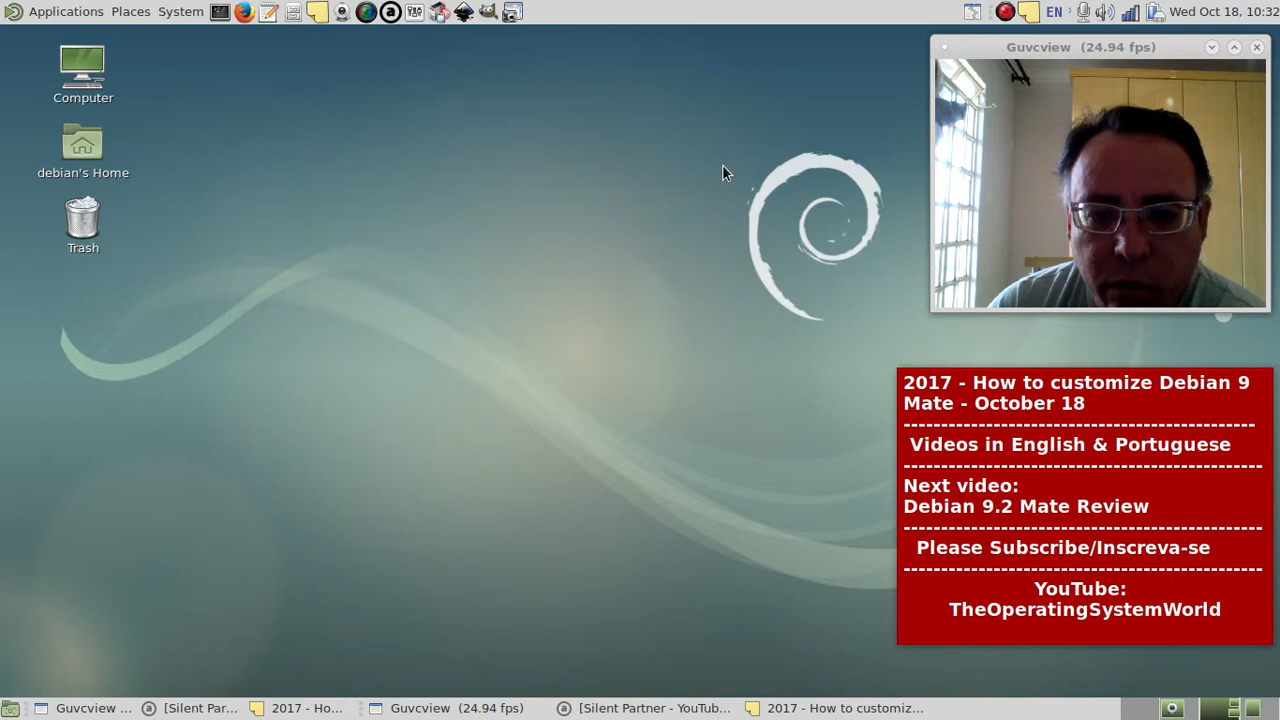 Applications Places System EN Wed Oct 18, 10:32
Computer
debian's Home
Trash
Guvcview (24.94 fps)
2017 - How to customize Debian 9
Mate - October 18
-----------------------------------------------
Videos in English & Portuguese
------------------------------------------------
Next video:
Debian 9.2 Mate Review
------------------------------------------------
Please Subscribe/Inscreva-se
------------------------------------------------
YouTube:
TheOperatingSystemWorld
Guvcview ... [Silent Par... 2017 - Ho... Guvcview (24.94 fps) [Silent Partner - YouTub... 2017 - How to customiz...